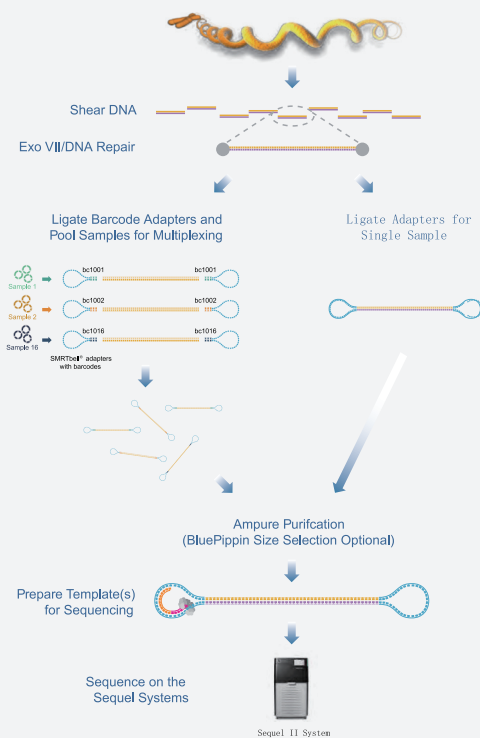 Shear DNA
Exo VII/DNA Repair
Ligate Barcode Adapters and
Pool Samples for Multiplexing
Ligate Adapters for
Single Sample
bc1001
bc1001
Sample 1
bc1002
bc1002
Sample 2
bc1016
bc1016
Sample 16
SMRTbell® adapters
with barcodes
Ampure Purifcation
(BluePippin Size Selection Optional)
Prepare Template(s)
for Sequencing
Sequence on the
Sequel Systems
Sequel II System